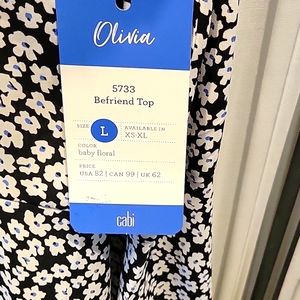 Olivia
5733
Befriend Top
SIZE L AVAILABLE IN
XS-XL
COLOR
baby floral
PRICE
USA 82 | CAN 99 | UK 62
cabi